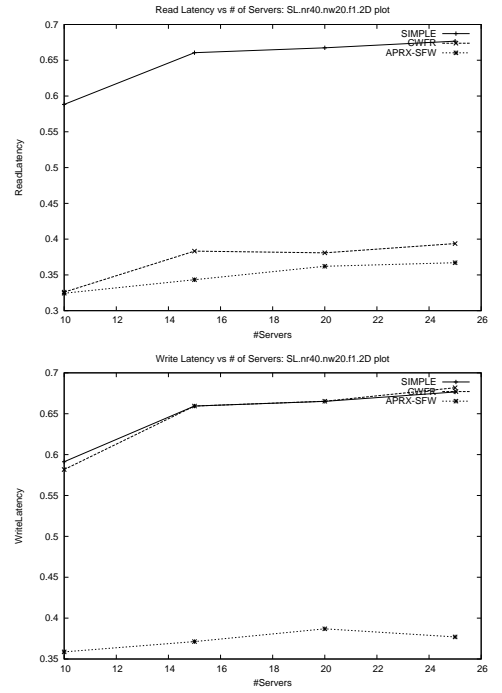 Read Latency vs # of Servers: SL.nr40.nw20.f1.2D plot
0.7
SIMPLE
CWFR
APRX-SFW
0.65
0.6
0.55
0.5
ReadLatency
0.45
0.4
0.35
0.3
10 12 14 16 18 20 22 24 26
#Servers
Write Latency vs # of Servers: SL.nr40.nw20.f1.2D plot
0.7
SIMPLE
CWFR
APRX-SFW
0.65
0.6
0.55
WriteLatency
0.5
0.45
0.4
0.35
10 12 14 16 18 20 22 24 26
#Servers